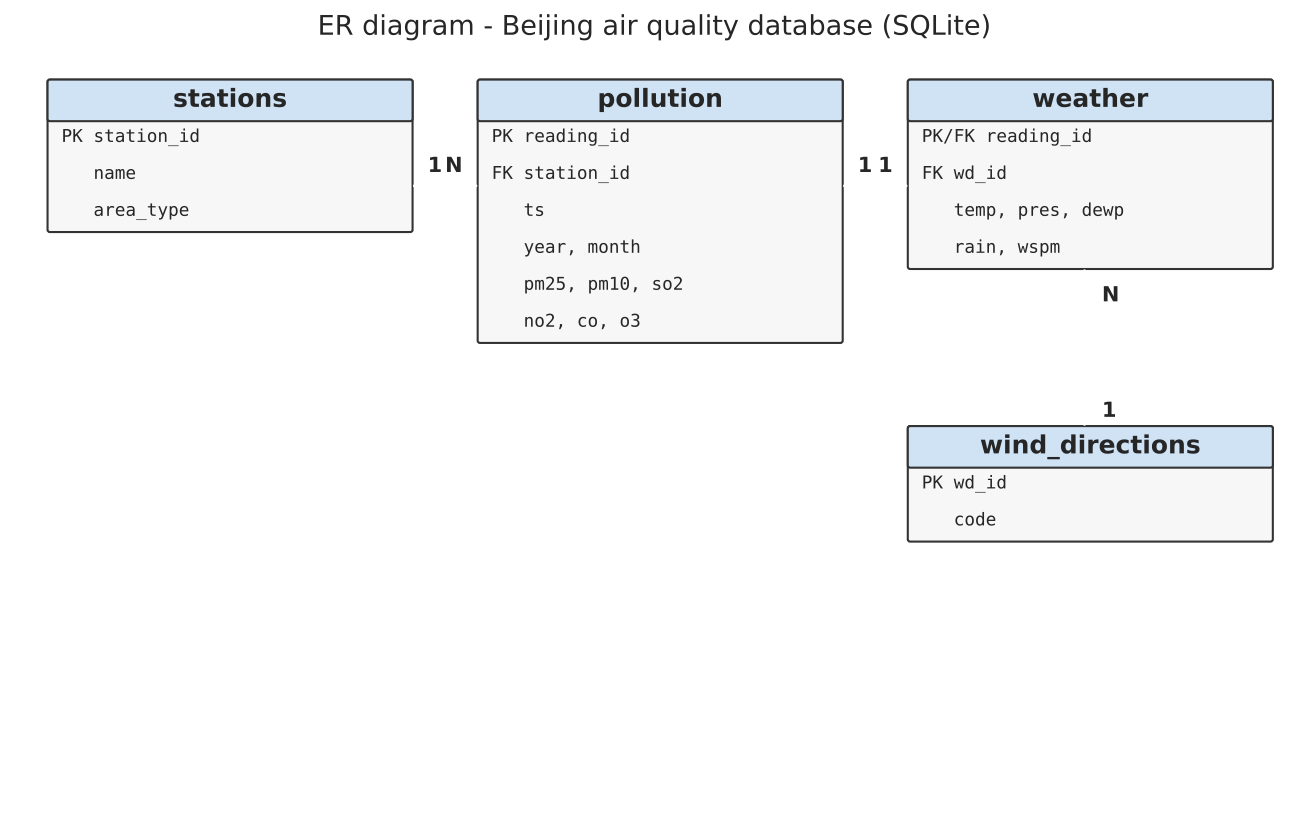 ER diagram - Beijing air quality database (SQLite)
stations
PK station_id
name
area_type
1 N
pollution
PK reading_id
FK station_id
ts
year, month
pm25, pm10, so2
no2, co, o3
1 1
weather
PK/FK reading_id
FK wd_id
temp, pres, dewp
rain, wspm
N
1
wind_directions
PK wd_id
code